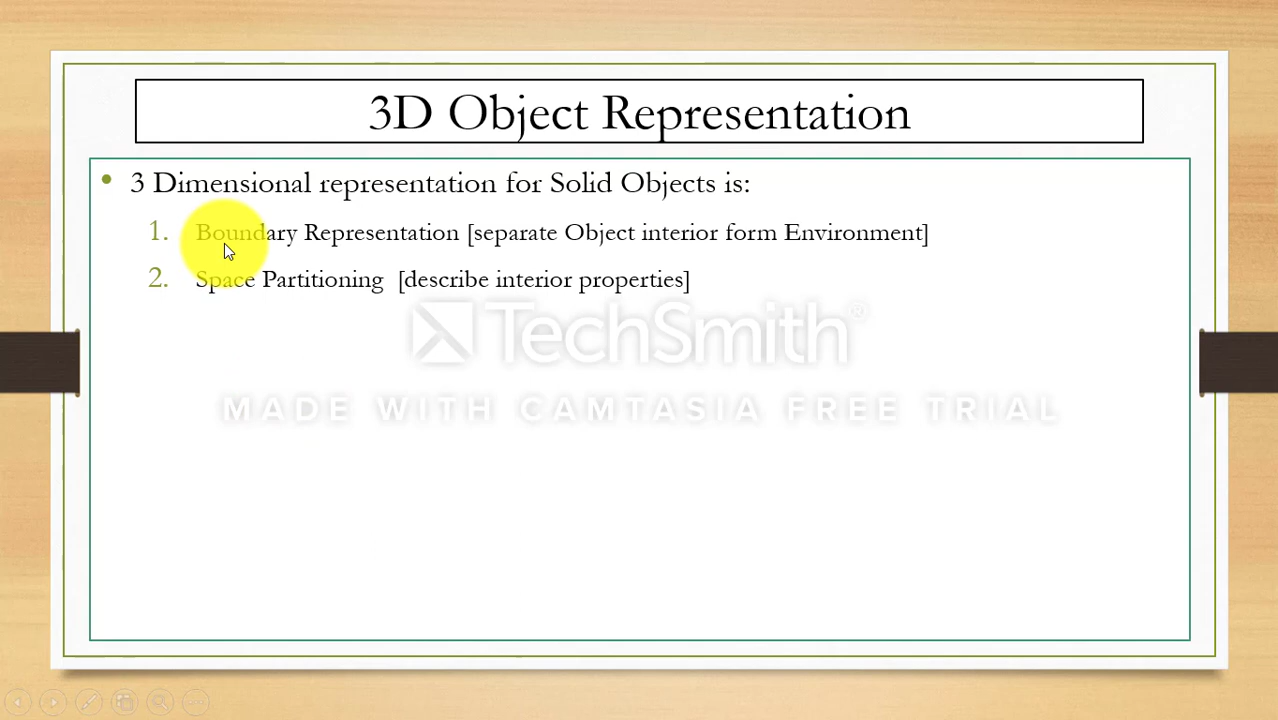 3D Object Representation
• 3 Dimensional representation for Solid Objects is:
1. Boundary Representation [separate Object interior form Environment]
2. Space Partitioning [describe interior properties]
TechSmith®
MADE WITH CAMTASIA FREE TRIAL